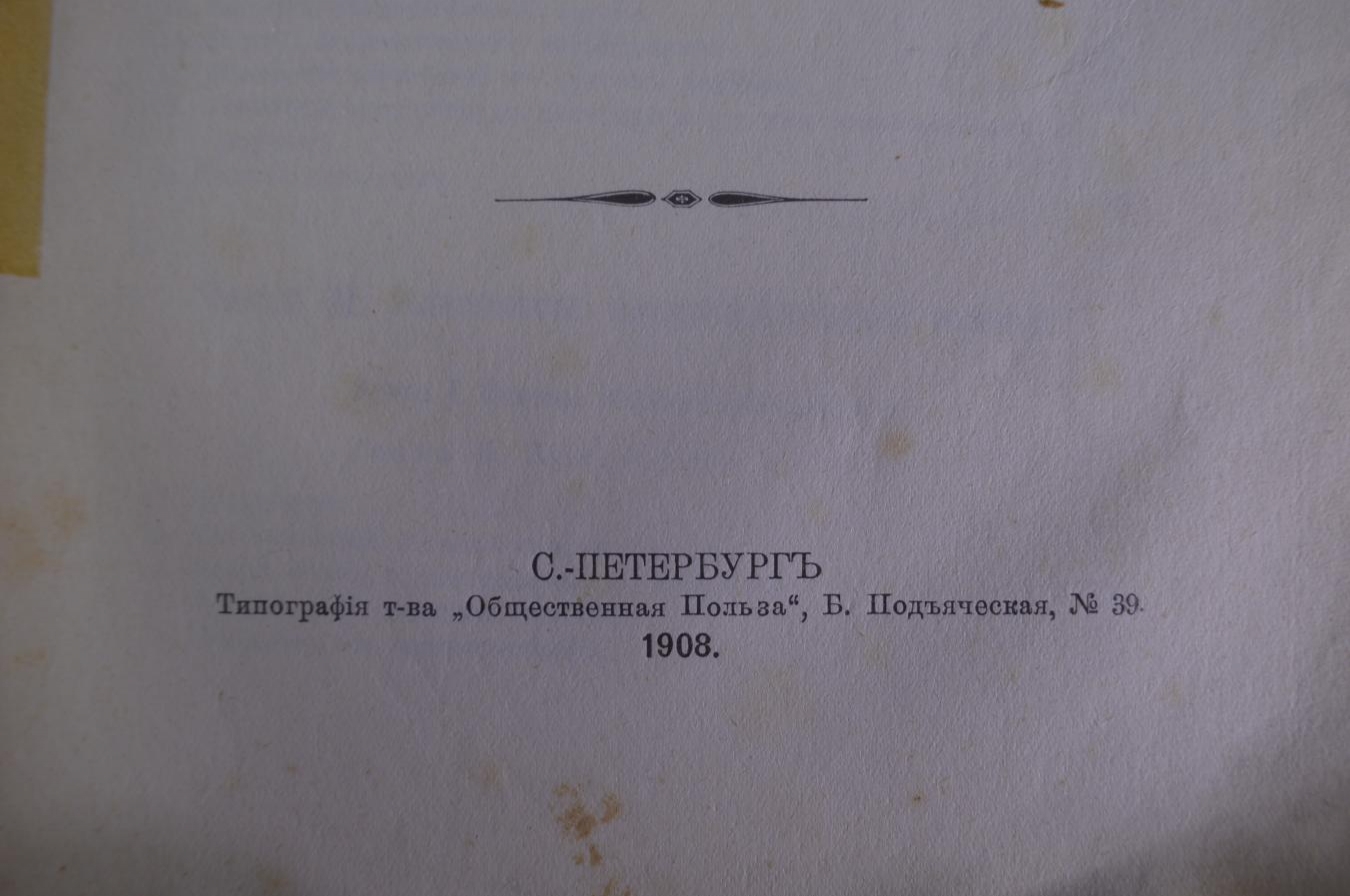 С.-ПЕТЕРБУРГЪ
Типографія т-ва „Общественная Польза“, Б. Подъяческая, № 39.
1908.